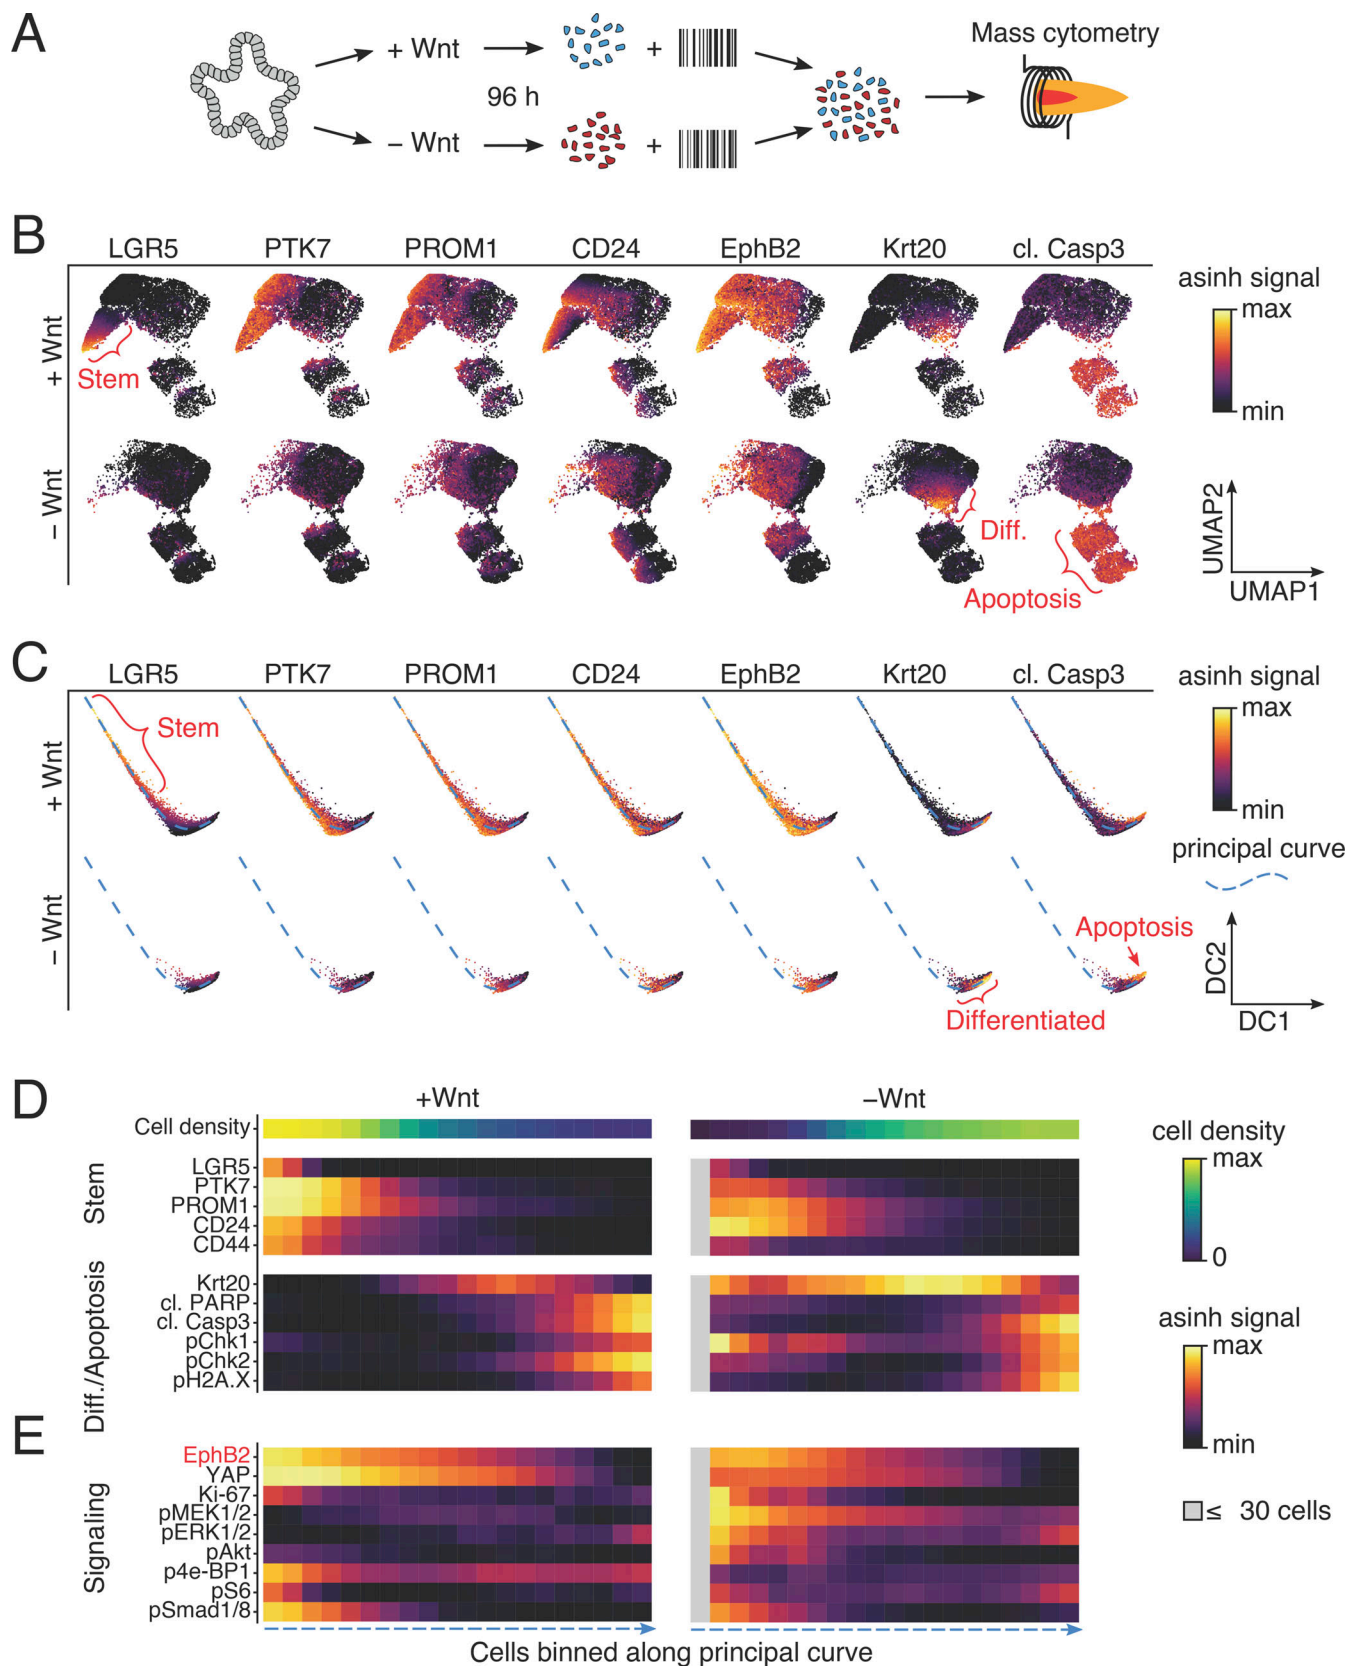 A
+ Wnt
96 h
− Wnt
+
+
Mass cytometry
B
LGR5 PTK7 PROM1 CD24 EphB2 Krt20 cl. Casp3
+ Wnt
Stem
− Wnt
Diff.
Apoptosis
asinh signal
max
min
UMAP2
UMAP1
C
LGR5 PTK7 PROM1 CD24 EphB2 Krt20 cl. Casp3
+ Wnt
Stem
− Wnt
Apoptosis
Differentiated
asinh signal
max
min
principal curve
DC2
DC1
D
+Wnt −Wnt
Cell density
Stem
LGR5
PTK7
PROM1
CD24
CD44
Diff./Apoptosis
Krt20
cl. PARP
cl. Casp3
pChk1
pChk2
pH2A.X
cell density
max
0
asinh signal
max
min
E
Signaling
EphB2
YAP
Ki-67
pMEK1/2
pERK1/2
pAkt
p4e-BP1
pS6
pSmad1/8
≤ 30 cells
Cells binned along principal curve